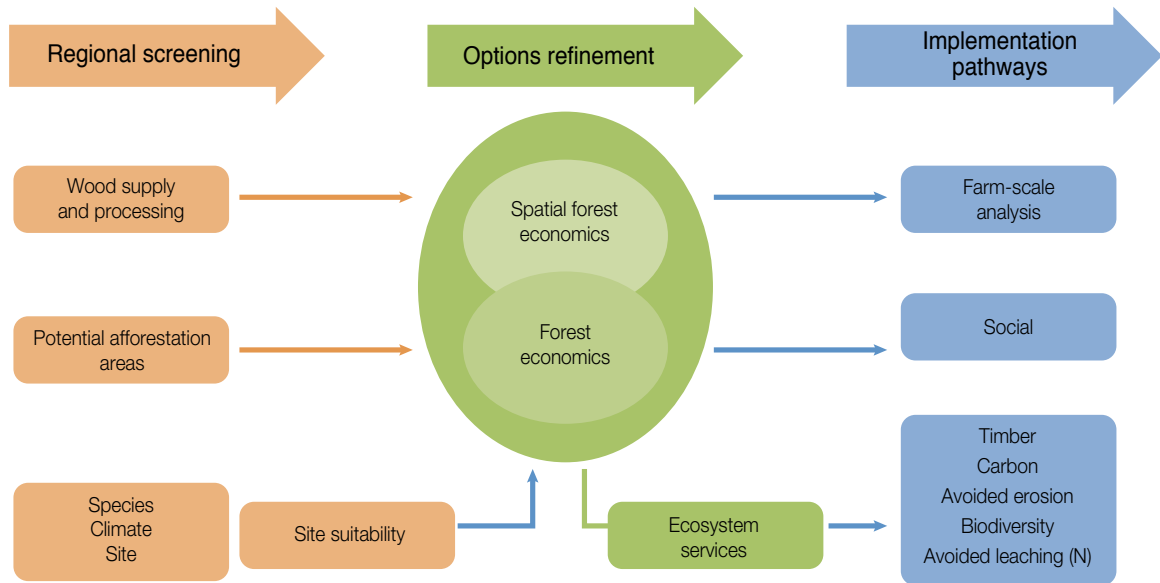 Regional screening
Options refinement
Implementation
pathways
Wood supply
and processing
Spatial forest
economics
Farm-scale
analysis
Potential afforestation
areas
Forest
economics
Social
Species
Climate
Site
Site suitability
Ecosystem
services
Timber
Carbon
Avoided erosion
Biodiversity
Avoided leaching (N)